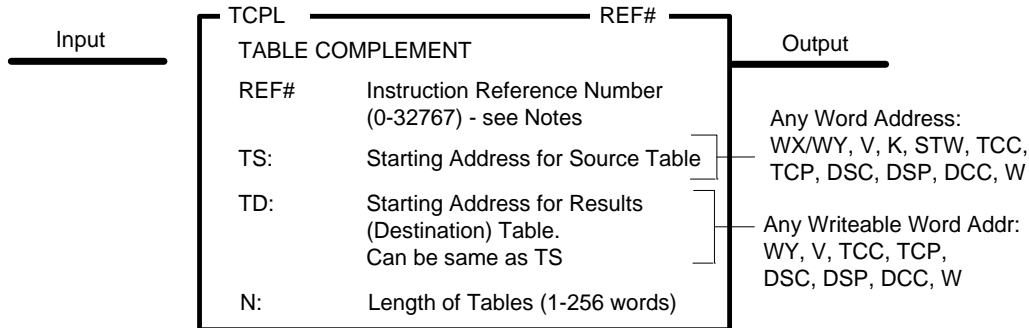 TCPL REF#
Input
TABLE COMPLEMENT
Output
REF# Instruction Reference Number
(0-32767) - see Notes
TS: Starting Address for Source Table
Any Word Address:
WX/WY, V, K, STW, TCC,
TCP, DSC, DSP, DCC, W
TD: Starting Address for Results
(Destination) Table.
Can be same as TS
Any Writeable Word Addr:
WY, V, TCC, TCP,
DSC, DSP, DCC, W
N: Length of Tables (1-256 words)